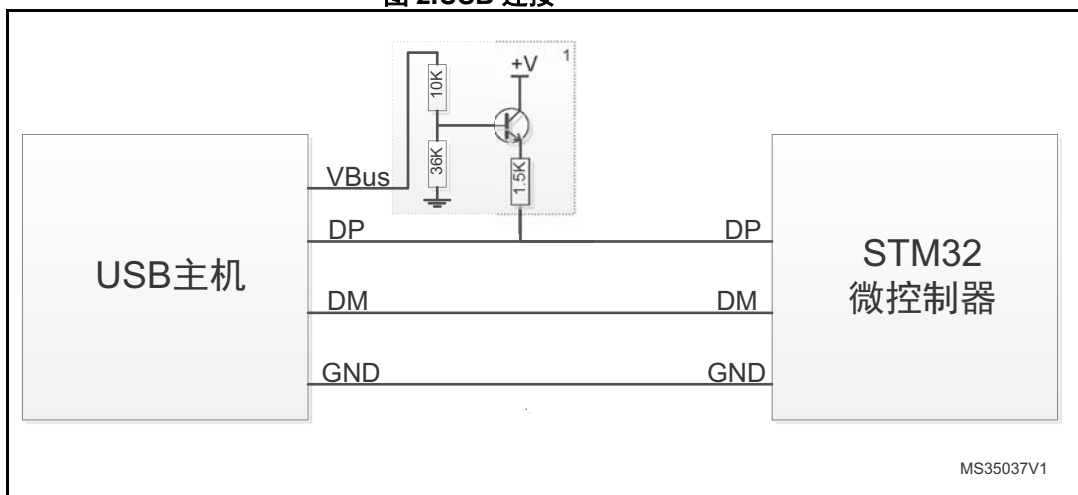 图 2.USB 连接
1
+V
10K
36K
1.5K
VBus
DP
DP
USB主机
STM32
微控制器
DM
DM
GND
GND
MS35037V1